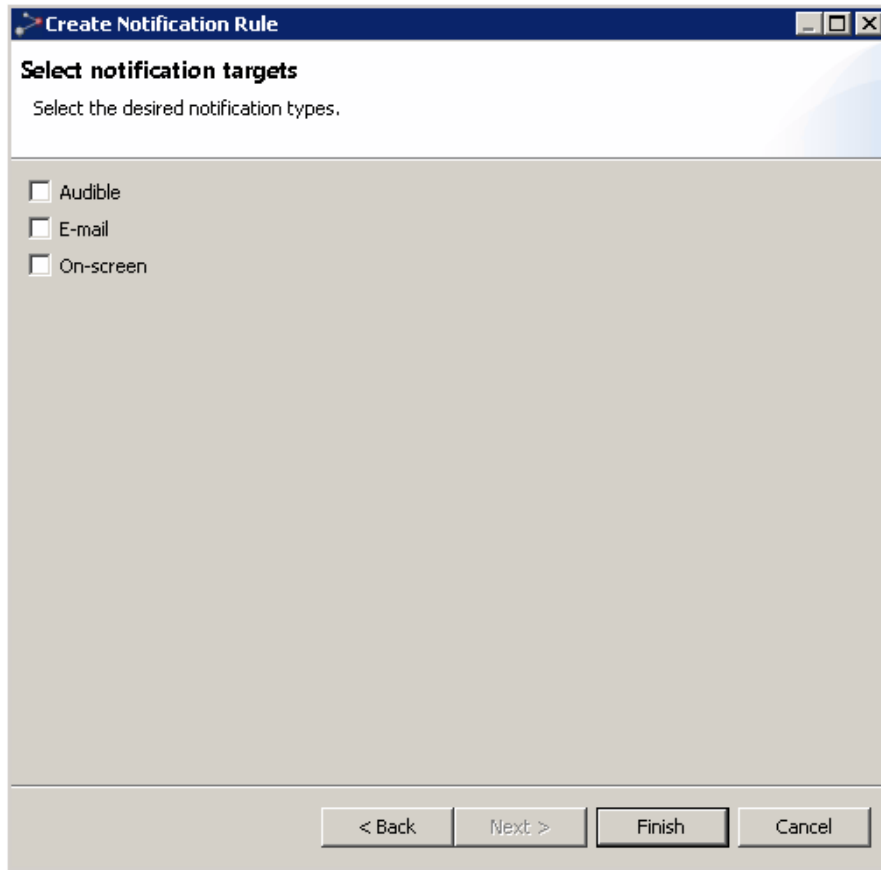 Create Notification Rule
Select notification targets
Select the desired notification types.
Audible
E-mail
On-screen
< Back Next > Finish Cancel